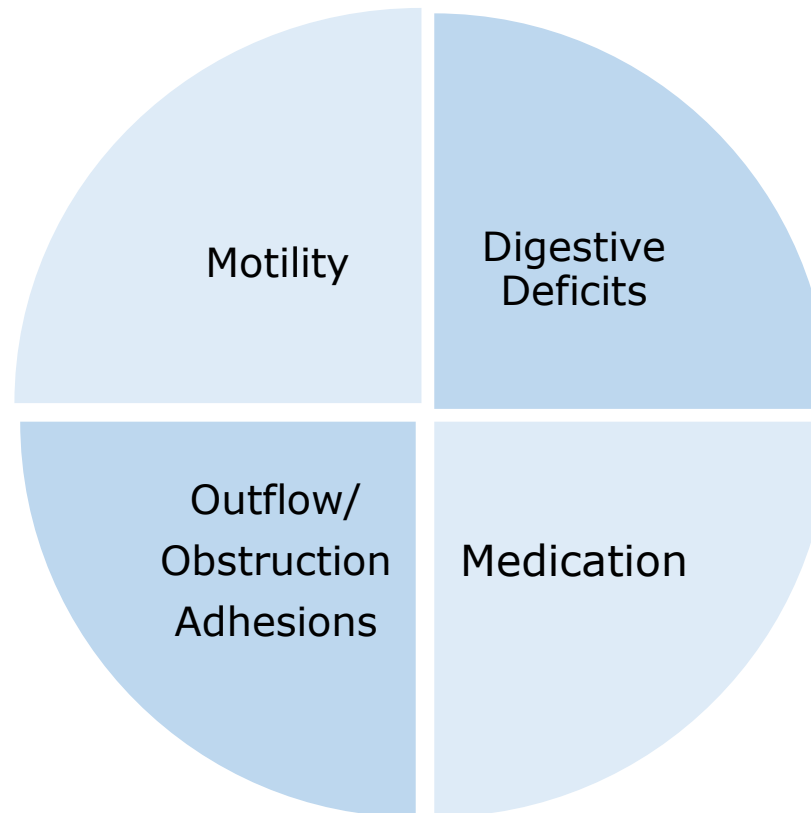 Motility
Digestive
Deficits
Outflow/
Obstruction
Adhesions
Medication